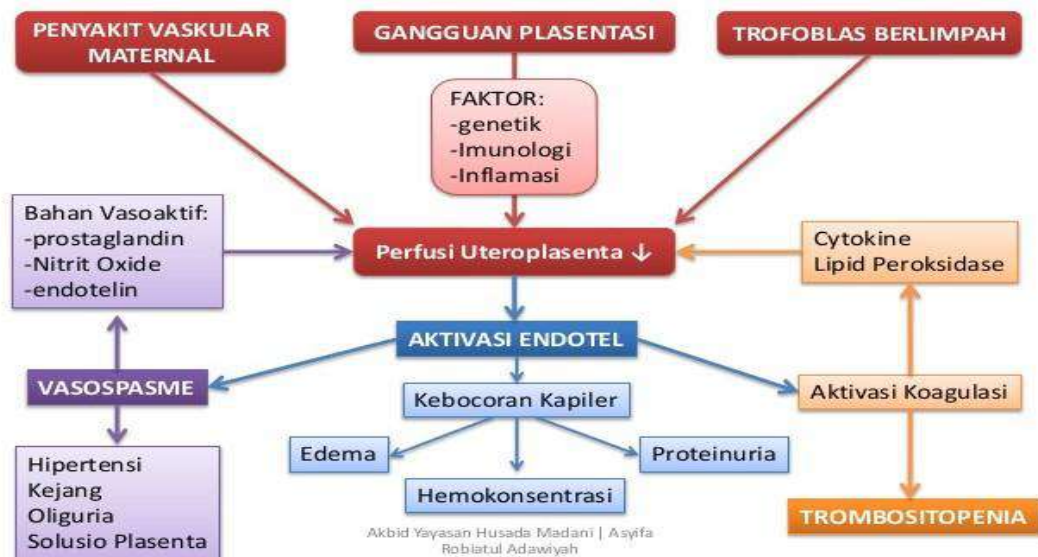 PENYAKIT VASKULAR
MATERNAL
GANGGUAN PLASENTASI
TROFOBLAS BERLIMPAH
FAKTOR:
-genetik
-Imunologi
-Inflamasi
Bahan Vasoaktif:
-prostaglandin
-Nitrit Oxide
-endotelin
Perfusi Uteroplasenta ↓
Cytokine
Lipid Peroksidase
AKTIVASI ENDOTEL
VASOSPASME
Kebocoran Kapiler
Aktivasi Koagulasi
Edema
Proteinuria
Hemokonsentrasi
Hipertensi
Kejang
Oliguria
Solusio Plasenta
TROMBOSITOPENIA
Akbid Yayasan Husada Madani | Asyifa
Robiatul Adawiyah